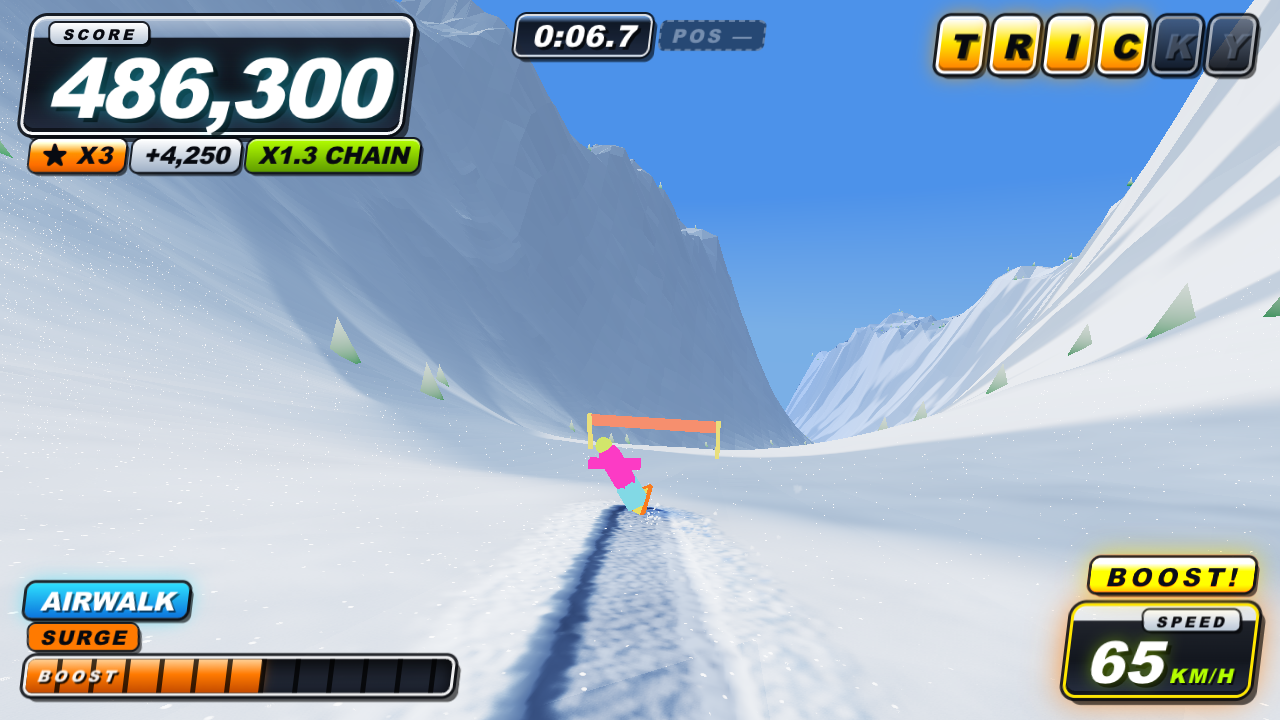 SCORE
486,300
★ X3
+4,250
X1.3 CHAIN
0:06.7
POS —
TRICKY
AIRWALK
SURGE
BOOST
BOOST!
SPEED
65 KM/H